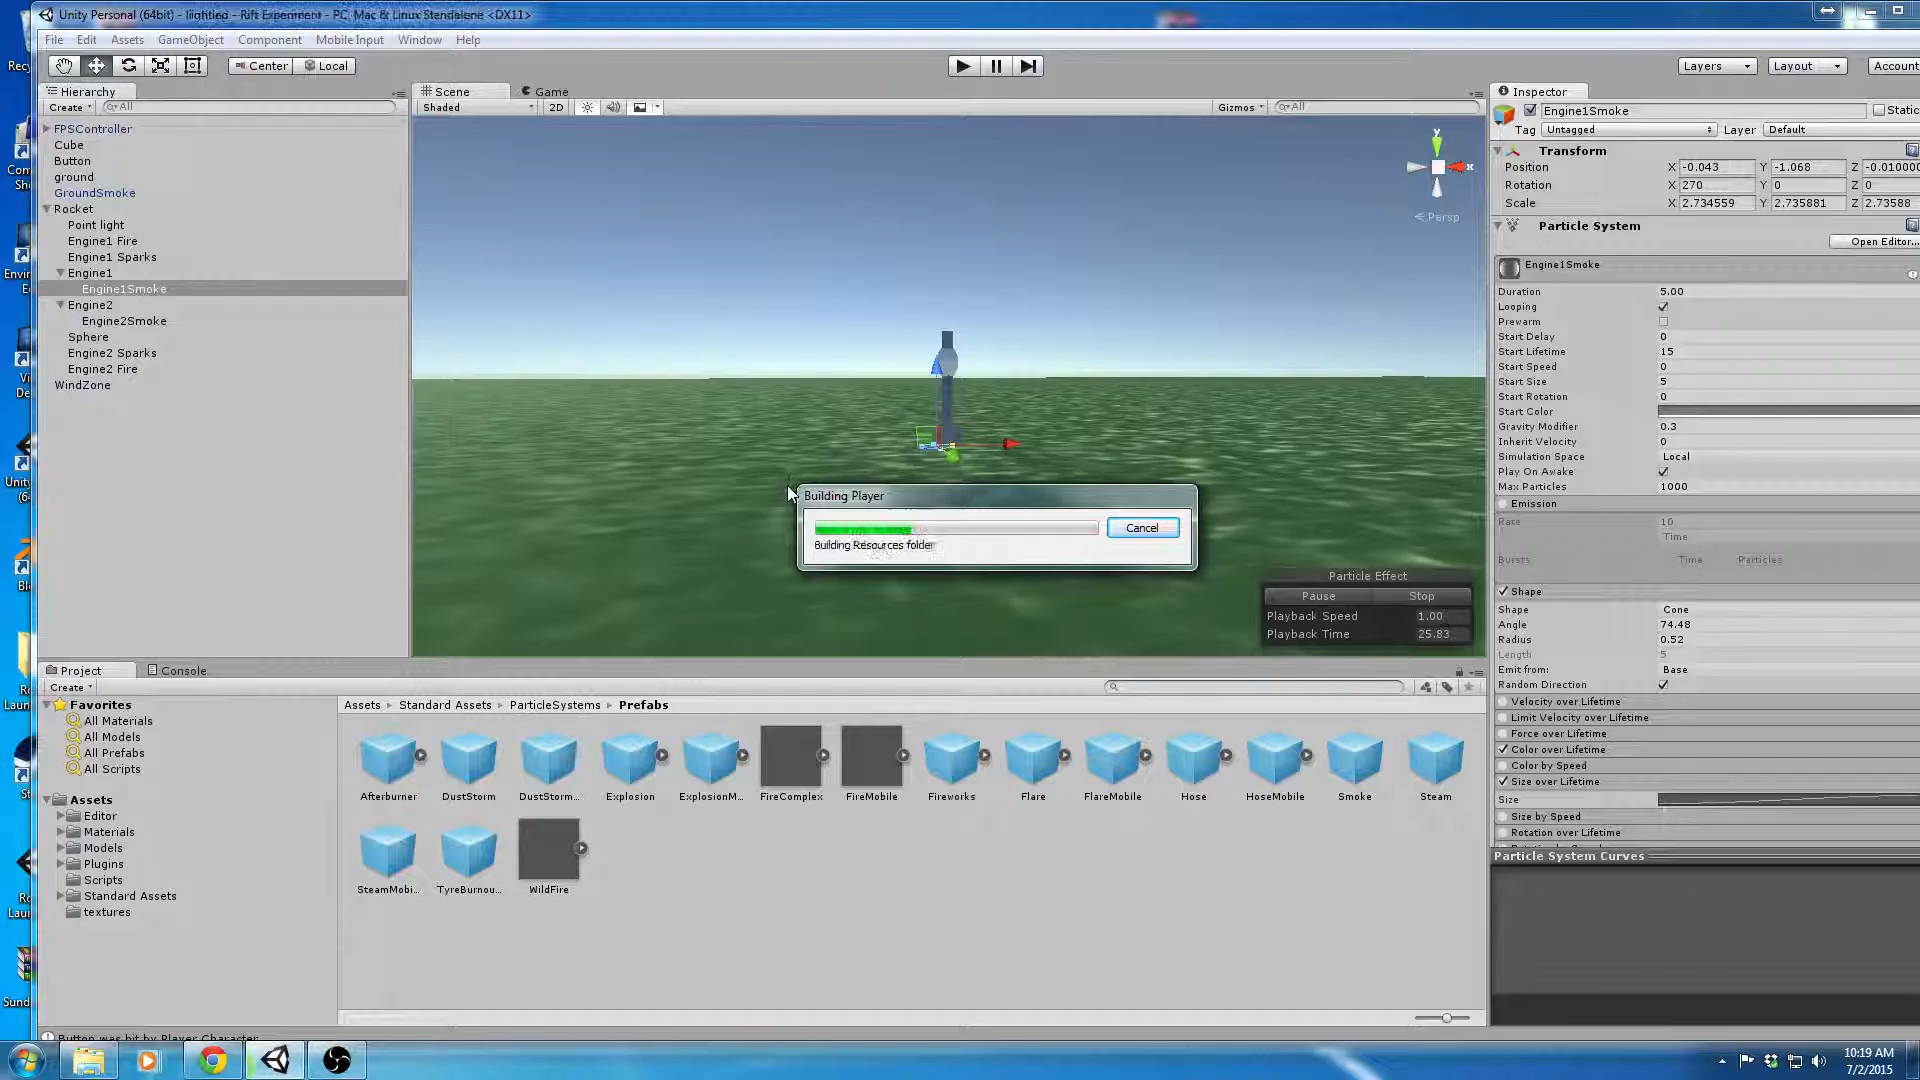 Unity Personal (64bit) - liightied - Rift Experiment - PC, Mac & Linux Standalone <DX11>
File Edit Assets GameObject Component Mobile Input Window Help
Center Local
Layers Layout Account
Hierarchy
Create All
FPSController
Cube
Button
ground
GroundSmoke
Rocket
Point light
Engine1 Fire
Engine1 Sparks
Engine1
Engine1Smoke
Engine2
Engine2Smoke
Sphere
Engine2 Sparks
Engine2 Fire
WindZone
Scene Game
Shaded 2D Gizmos All
y
x
Persp
Building Player
Cancel
Building Resources folder
Particle Effect
Pause Stop
Playback Speed 1.00
Playback Time 25.83
Inspector
Engine1Smoke Static
Tag Untagged Layer Default
Transform
Position X -0.043 Y -1.068 Z -0.010000
Rotation X 270 Y 0 Z 0
Scale X 2.734559 Y 2.735881 Z 2.73588
Particle System
Open Editor...
Engine1Smoke
Duration 5.00
Looping
Prewarm
Start Delay 0
Start Lifetime 15
Start Speed 0
Start Size 5
Start Rotation 0
Start Color
Gravity Modifier 0.3
Inherit Velocity 0
Simulation Space Local
Play On Awake
Max Particles 1000
Emission
Rate 10
Time
Bursts Time Particles
Shape
Shape Cone
Angle 74.48
Radius 0.52
Length 5
Emit from: Base
Random Direction
Velocity over Lifetime
Limit Velocity over Lifetime
Force over Lifetime
Color over Lifetime
Color by Speed
Size over Lifetime
Size
Size by Speed
Rotation over Lifetime
Particle System Curves
Project Console
Create
Favorites
All Materials
All Models
All Prefabs
All Scripts
Assets
Editor
Materials
Models
Plugins
Scripts
Standard Assets
textures
Assets Standard Assets ParticleSystems Prefabs
Afterburner DustStorm DustStorm... Explosion ExplosionM... FireComplex FireMobile Fireworks Flare FlareMobile Hose HoseMobile Smoke Steam
SteamMobi... TyreBurnou... WildFire
Button was hit by Player Character
10:19 AM
7/2/2015